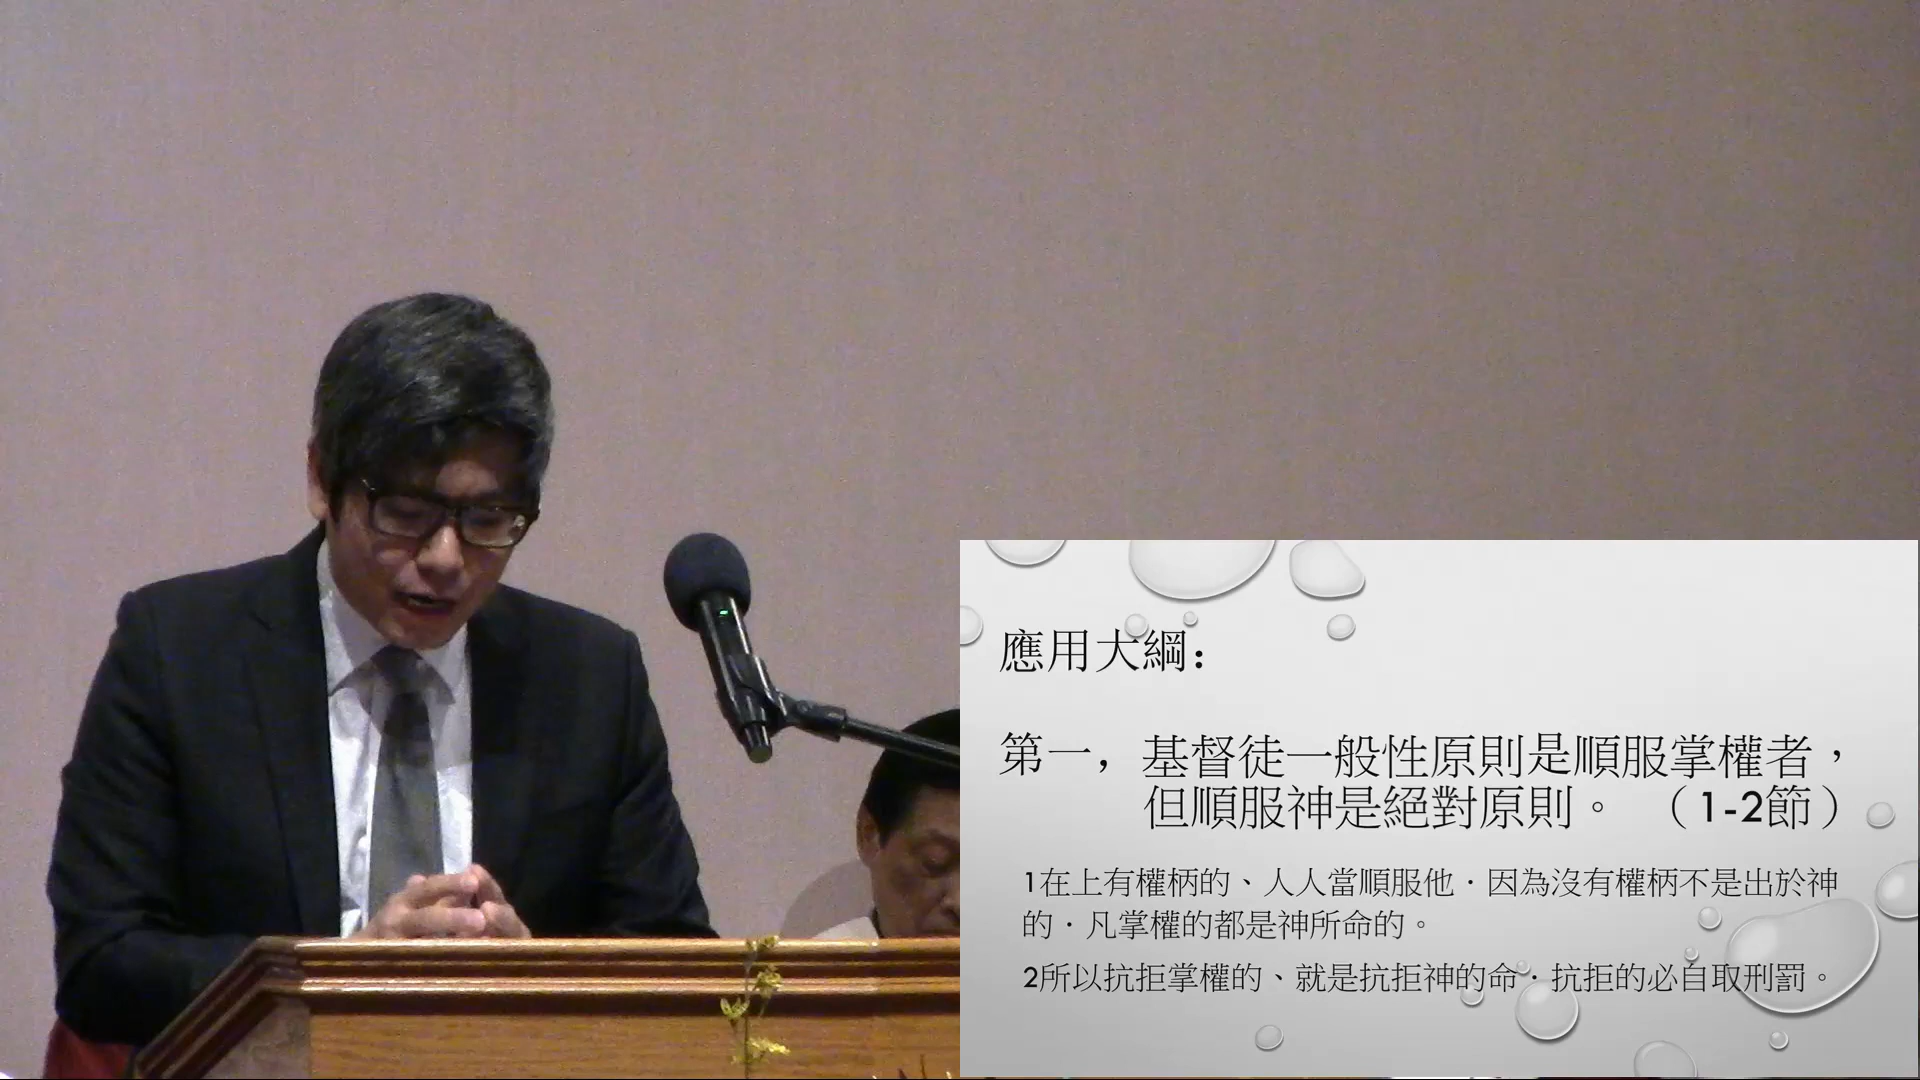 應用大綱：
第一，基督徒一般性原則是順服掌權者，
但順服神是絕對原則。（1-2節）
1在上有權柄的、人人當順服他．因為沒有權柄不是出於神
的．凡掌權的都是神所命的。
2所以抗拒掌權的、就是抗拒神的命．抗拒的必自取刑罰。